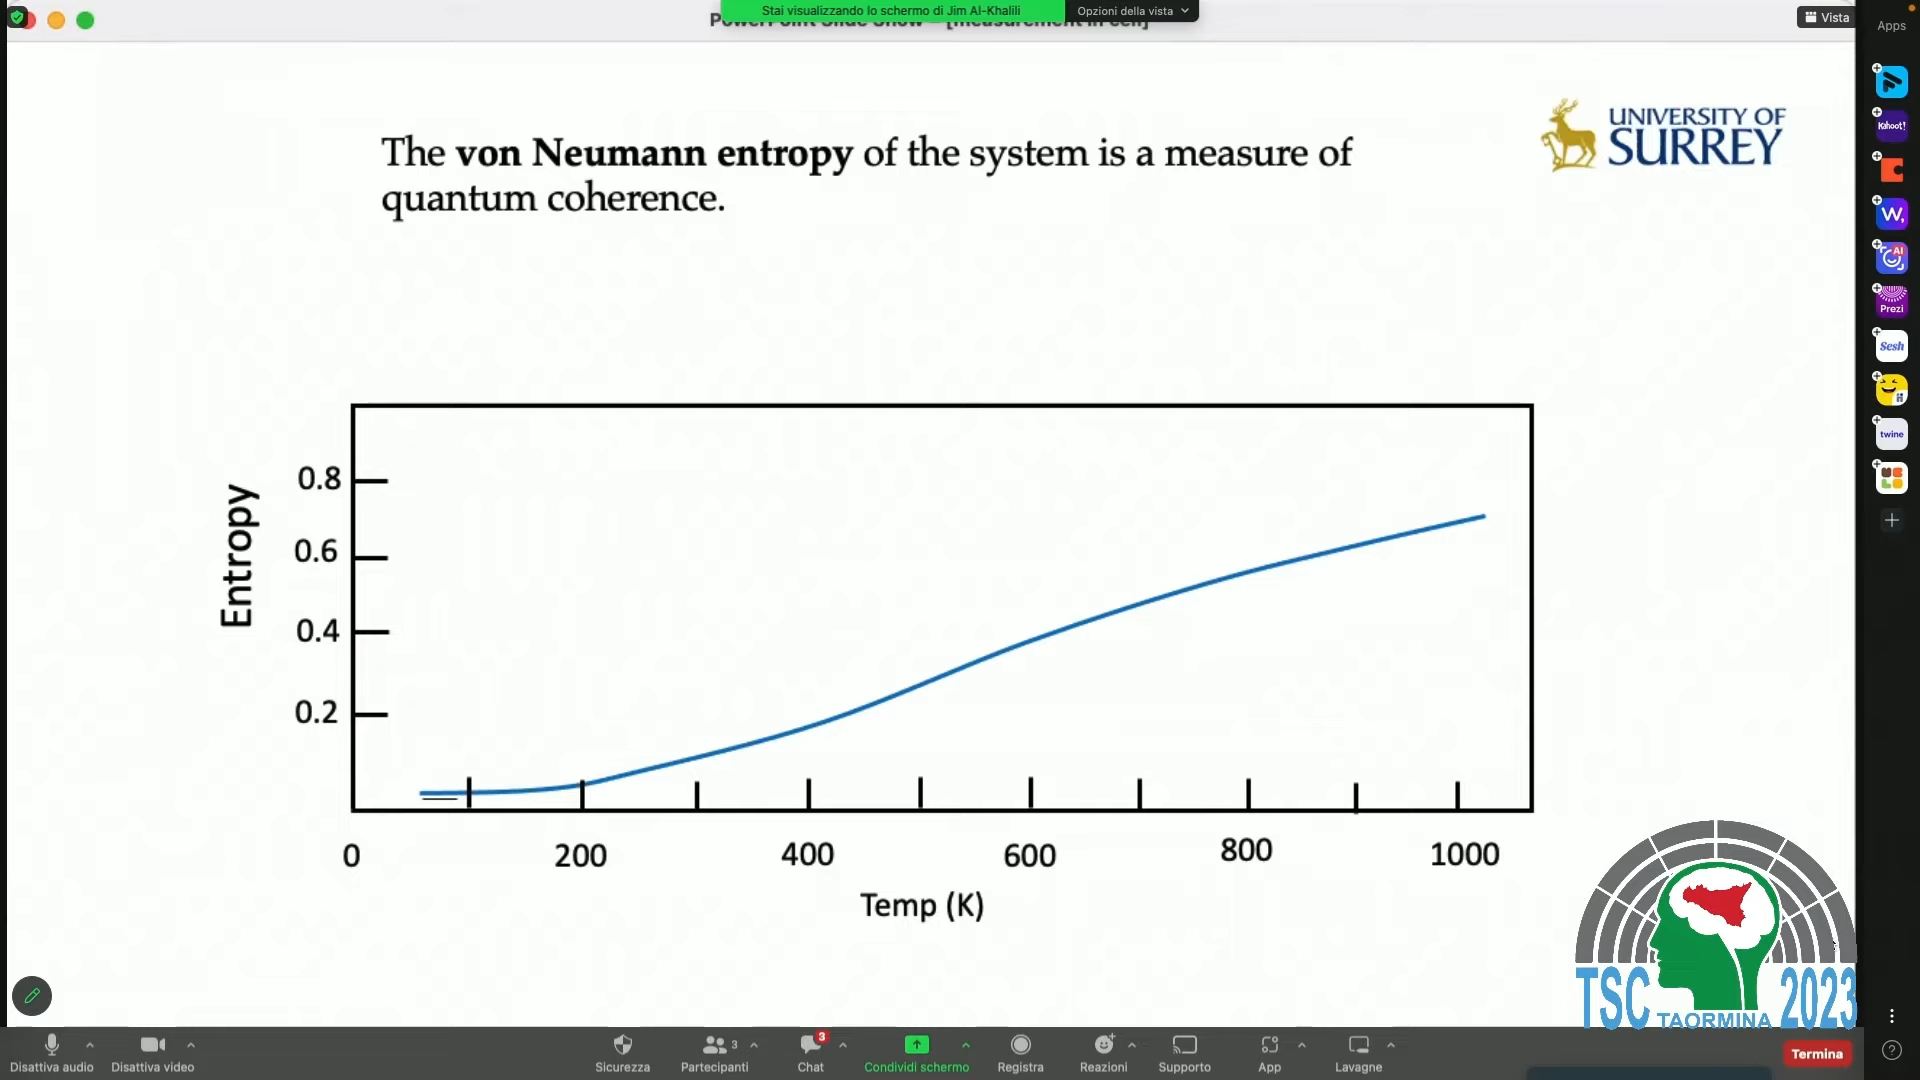 Stai visualizzando lo schermo di Jim Al-Khalili
Opzioni della vista
Vista
Apps
The von Neumann entropy of the system is a measure of
quantum coherence.
UNIVERSITY OF
SURREY
Kahoot!
W,
AI
Prezi
Sesh
twine
Entropy
0.8
0.6
0.4
0.2
0
200
400
600
800
1000
Temp (K)
TSC 2023
TAORMINA
Disattiva audio
Disattiva video
Sicurezza
Partecipanti
3
Chat
3
Condividi schermo
Registra
Reazioni
Supporto
App
Lavagne
Termina